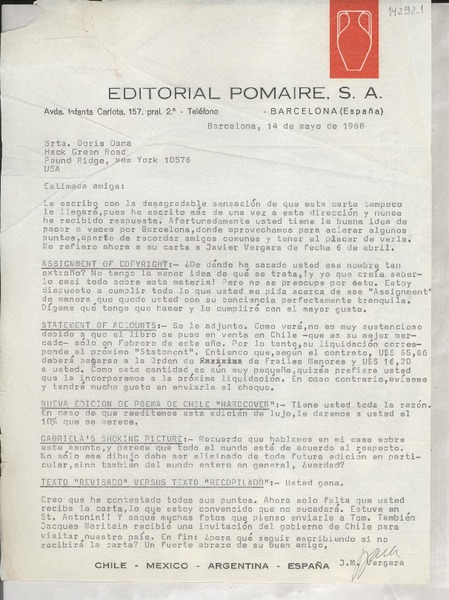 142921
EDITORIAL POMAIRE, S. A.
Avda. Infanta Carlota, 157, pral. 2.ª - Teléfono - BARCELONA (España)
Barcelona, 14 de mayo de 1968
Srta. Doris Dana
Hack Green Road
Pound Ridge, New York 10576
USA
Estimada amiga:
Le escribo con la desagradable sensación de que esta carta tampoco
le llegará,pues he escrito más de una vez a esta dirección y nunca
he recibido respuesta. Afortunadamente usted tiene la buena idea de
pasar a veces por Barcelona,donde aprovechamos para aclarar algunos
puntos,aparte de recordar amigos comunes y tener el placer de verla.
Me refiero ahora a su carta a Javier Vergara de fecha 6 de abril.
ASSIGNMENT OF COPYRIGHT:- ¿De dónde ha sacado usted ese nombre tan
extraño? No tengo la menor idea de qué se trata,!y yo que creía saber-
lo casi todo sobre esta materia! Pero no se preocupe por ésto. Estoy
dispuesto a cumplir todo lo que usted me pida acerca de ese "Assignment"
de manera que quede usted con su conciencia perfectamente tranquila.
Dígame qué tengo que hacer y lo cumpliré con el mayor gusto.
STATEMENT OF ACCOUNTS:- Se lo adjunto. Como verá,no es muy sustancioso
debido a que el libro se puso en venta en Chile -que es su mejor mer-
cado- sólo en Febrero de este año. Por lo tanto,su liquidación corres-
ponde al próximo "Statement". Entiendo que,según el contrato, U$S 65,66
deberá pagarse a la Orden de Frailes Menores y U$S 16,20
a usted. Como esta cantidad es aún muy pequeña,quizás prefiere usted
que la incorporemos a la próxima liquidación. En caso contrario,avíseme
y tendré mucho gusto en enviarle el cheque.
NUEVA EDICION DE POEMA DE CHILE "HARDCOVER":- Tiene usted toda la razón.
En caso de que reeditemos esta edición de lujo,le daremos a usted el
10% que se merece.
GABRIELA'S SHOKING PICTURE:- Recuerdo que hablamos en mi casa sobre
este asunto,y parece que todo el mundo está de acuerdo al respecto.
No sólo ese dibujo debe ser eliminado de toda futura edición en parti-
cular,sino también del mundo entero en general, ¿verdad?
TEXTO "REVISADO" VERSUS TEXTO "RECOPILADO":- Usted gana.
Creo que he contestado todos sus puntos. Ahora sólo falta que usted
reciba la carta,lo que estoy convencido que no sucederá. Estuve en
St. Antonin!! Y saqué muchas fotos que pienso enviarle a Tom. También
Jacques Maritain recibió una invitación del gobierno de Chile para
visitar nuestro país. En fin: ¿para qué seguir escribiendo si no
recibirá la carta? Un fuerte abrazo de su buen amigo,
J.M. Vergara
CHILE - MEXICO - ARGENTINA - ESPAÑA